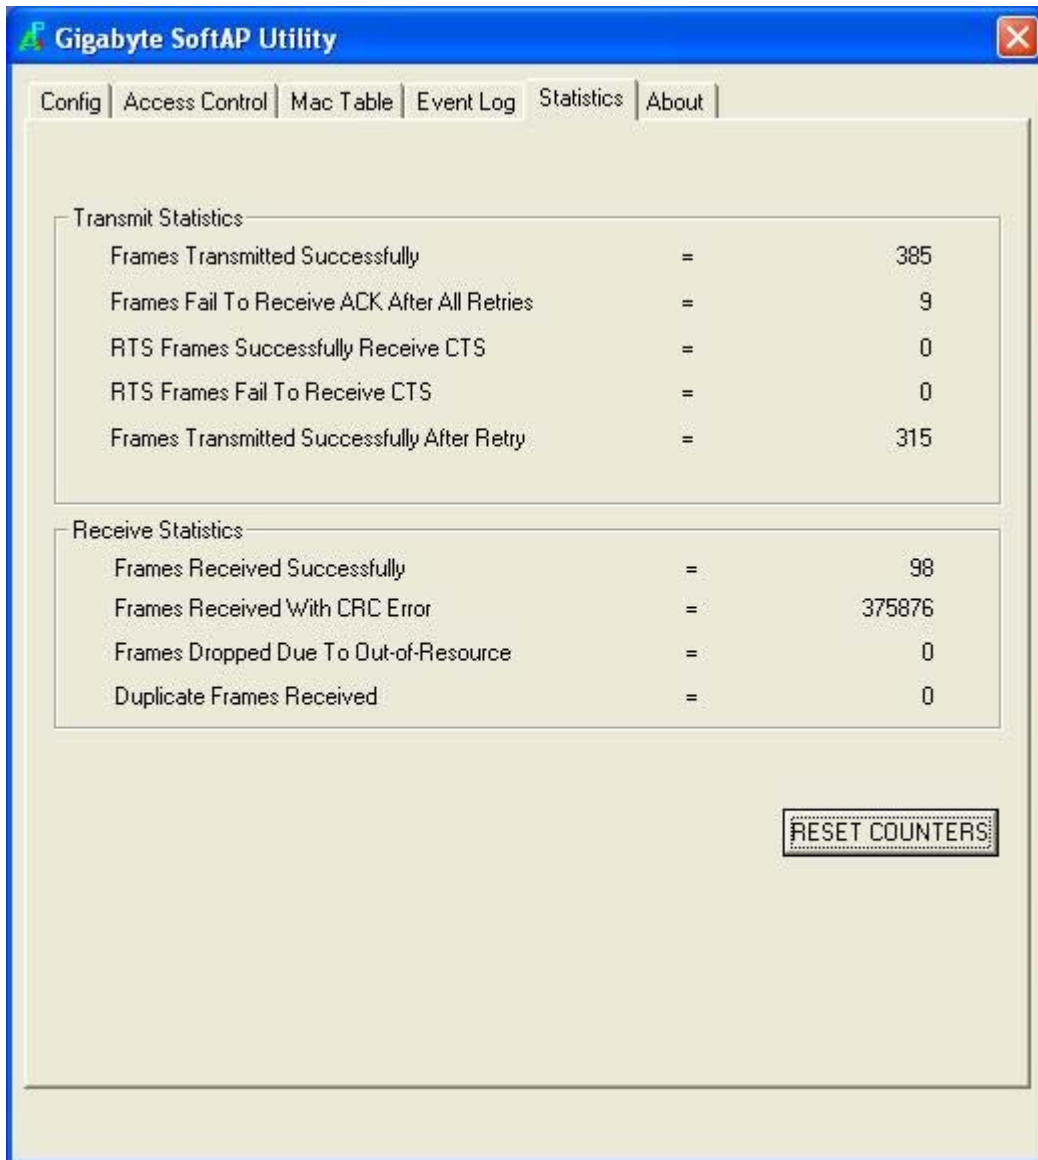 Gigabyte SoftAP Utility
Config Access Control Mac Table Event Log Statistics About
Transmit Statistics
Frames Transmitted Successfully = 385
Frames Fail To Receive ACK After All Retries = 9
RTS Frames Successfully Receive CTS = 0
RTS Frames Fail To Receive CTS = 0
Frames Transmitted Successfully After Retry = 315
Receive Statistics
Frames Received Successfully = 98
Frames Received With CRC Error = 375876
Frames Dropped Due To Out-of-Resource = 0
Duplicate Frames Received = 0
RESET COUNTERS